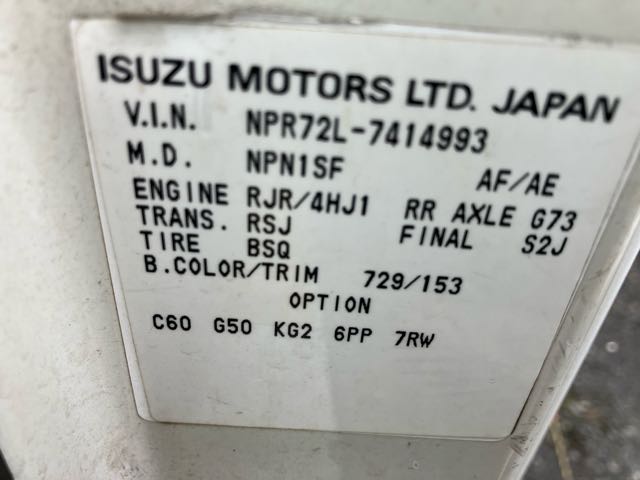 ISUZU MOTORS LTD. JAPAN
V.I.N. NPR72L-7414993
M.D. NPN1SF AF/AE
ENGINE RJR/4HJ1 RR AXLE G73
TRANS. RSJ FINAL S2J
TIRE BSQ
B.COLOR/TRIM 729/153
OPTION
C60 G50 KG2 6PP 7RW